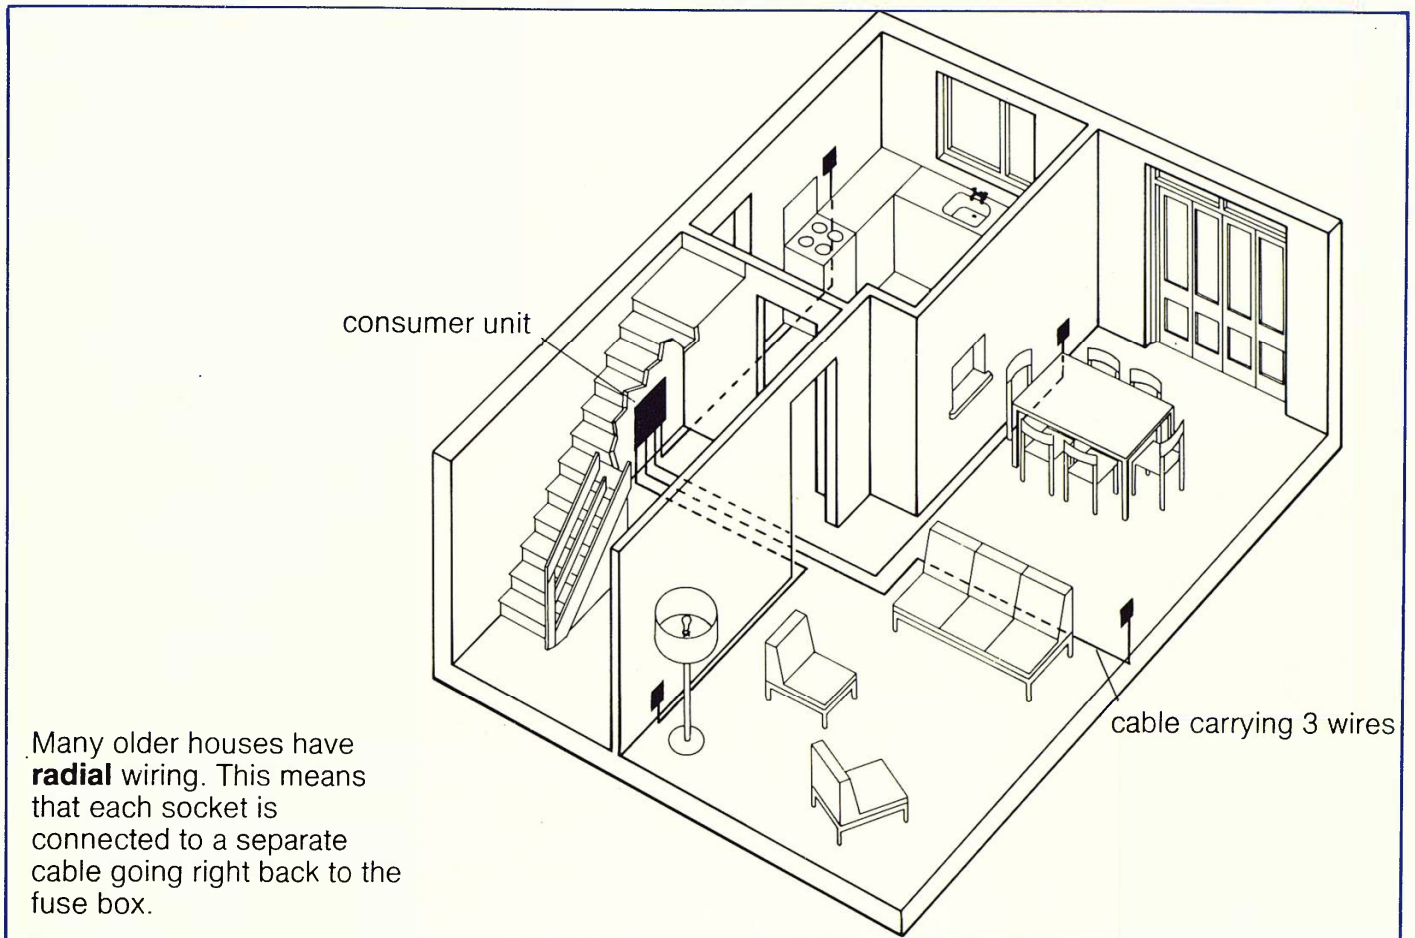 consumer unit
cable carrying 3 wires
Many older houses have
radial wiring. This means
that each socket is
connected to a separate
cable going right back to the
fuse box.